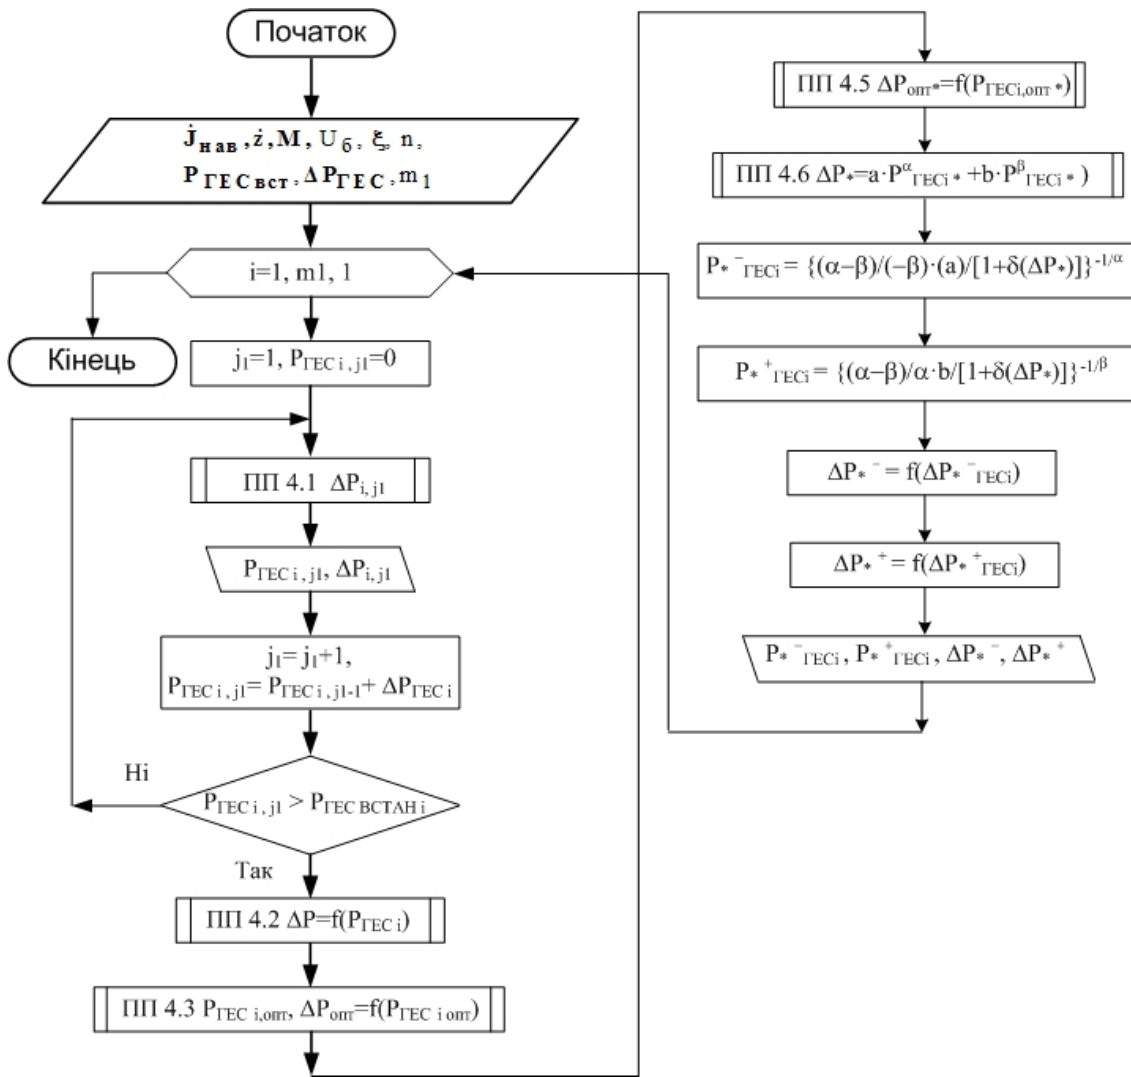 Початок
J̇нав, ż, M, Uб, ξ, n,
PГЕСвст, ΔPГЕС, m1
i=1, m1, 1
Кінець
j1=1, PГЕС i, j1=0
ПП 4.1 ΔPi, j1
PГЕС i, j1, ΔPi, j1
j1= j1+1,
PГЕС i, j1= PГЕС i, j1-1+ ΔPГЕС i
Ні
PГЕС i, j1 > PГЕС ВСТАН i
Так
ПП 4.2 ΔP=f(PГЕС i)
ПП 4.3 PГЕС i,опт, ΔPопт=f(PГЕС i опт)
ПП 4.5 ΔPопт*=f(PГЕСi,опт *)
ПП 4.6 ΔP*=a·P^α ГЕСi * +b·P^β ГЕСi * )
P* ⁻ГЕСi = {(α−β)/(−β)·(a)/[1+δ(ΔP*)]}^-1/α
P* ⁺ГЕСi = {(α−β)/α·b/[1+δ(ΔP*)]}^-1/β
ΔP* ⁻ = f(ΔP* ⁻ГЕСi)
ΔP* ⁺ = f(ΔP* ⁺ГЕСi)
P* ⁻ГЕСi, P* ⁺ГЕСi, ΔP* ⁻, ΔP* ⁺